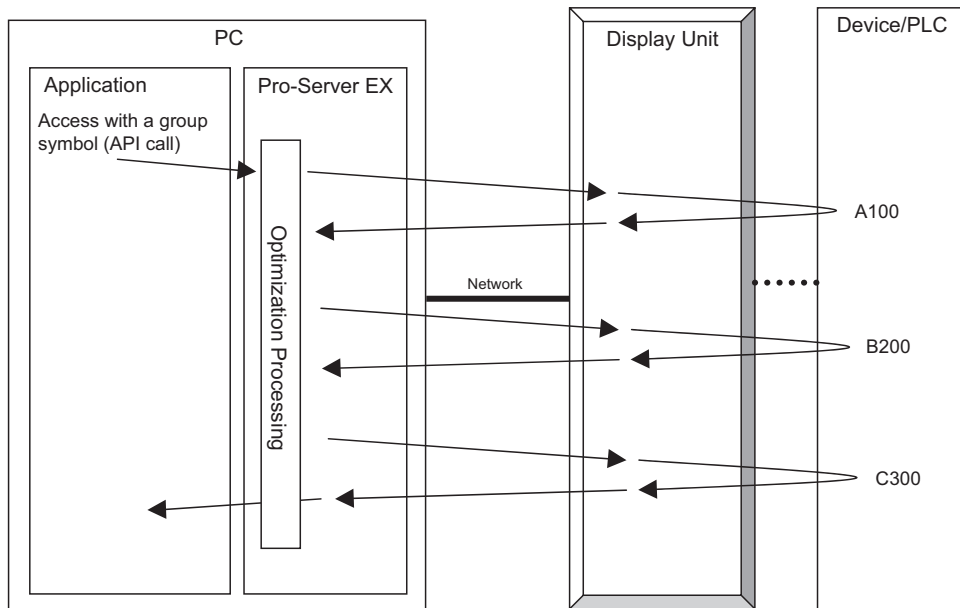 PC
Display Unit
Device/PLC
Application
Pro-Server EX
Access with a group
symbol (API call)
Optimization Processing
A100
Network
B200
C300